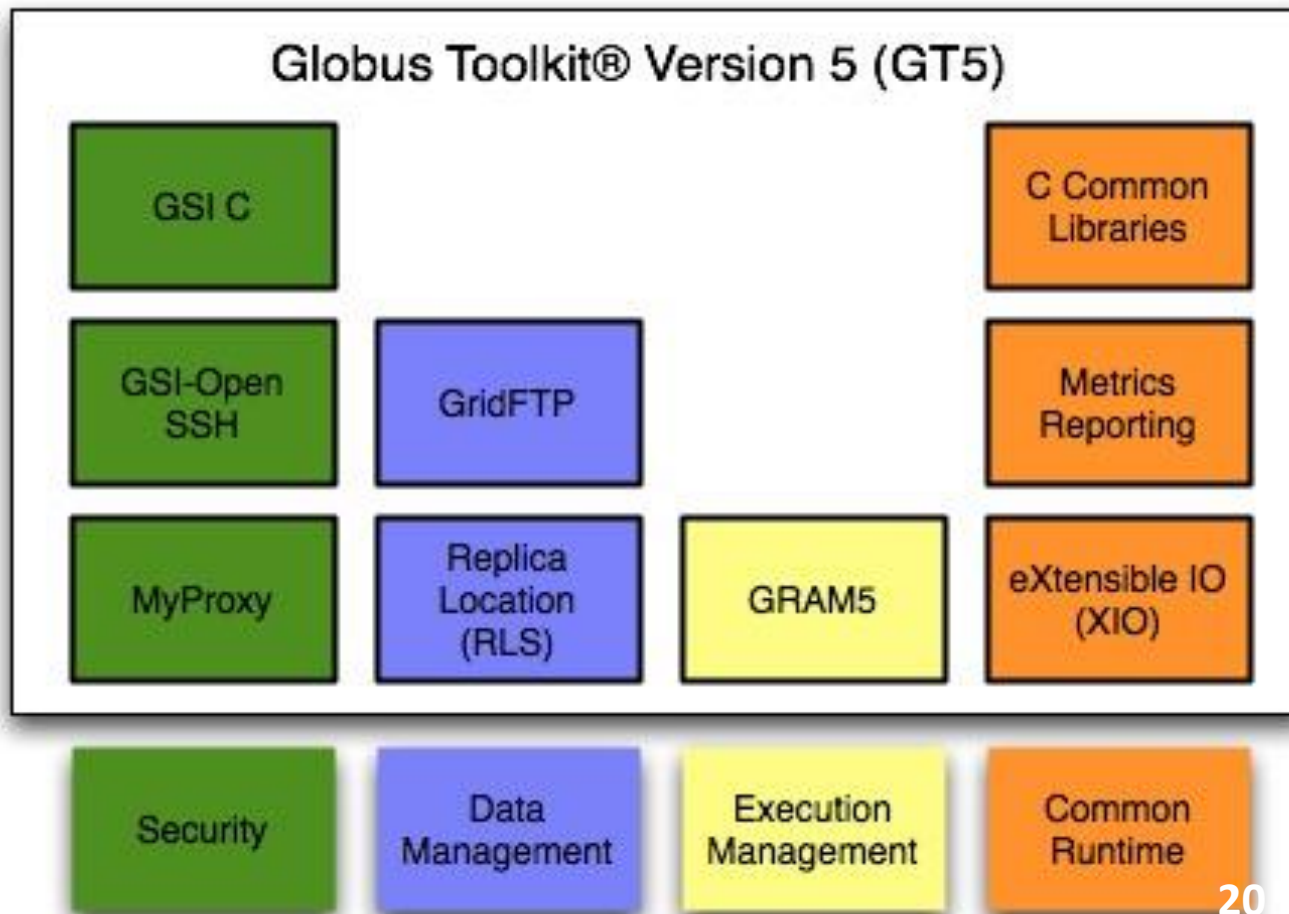 Globus Toolkit® Version 5 (GT5)
GSI C
C Common
Libraries
GSI-Open
SSH
GridFTP
Metrics
Reporting
MyProxy
Replica
Location
(RLS)
GRAM5
eXtensible IO
(XIO)
Security
Data
Management
Execution
Management
Common
Runtime
20